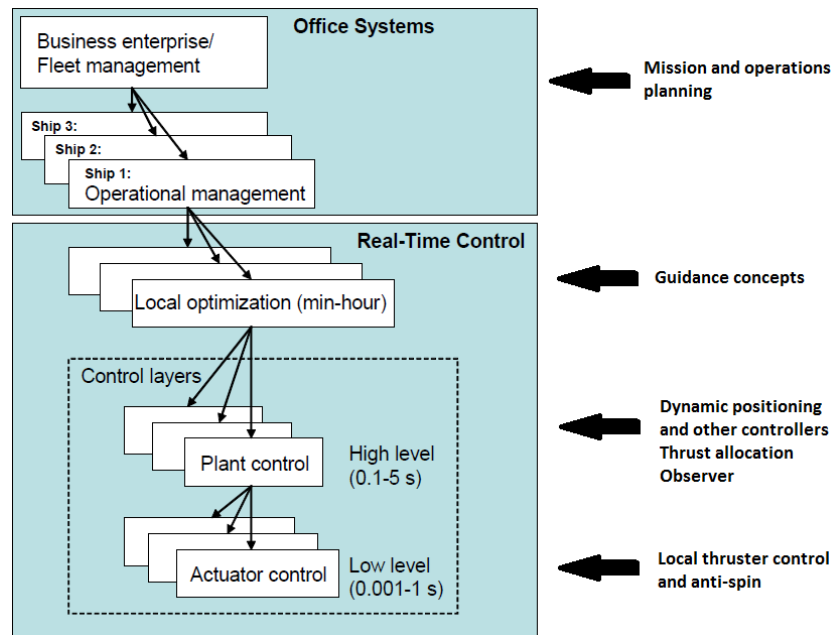 Office Systems
Business enterprise/
Fleet management
Mission and operations
planning
Ship 3:
Ship 2:
Ship 1:
Operational management
Real-Time Control
Guidance concepts
Local optimization (min-hour)
Control layers
Dynamic positioning
and other controllers
Thrust allocation
Observer
Plant control
High level
(0.1-5 s)
Actuator control
Low level
(0.001-1 s)
Local thruster control
and anti-spin